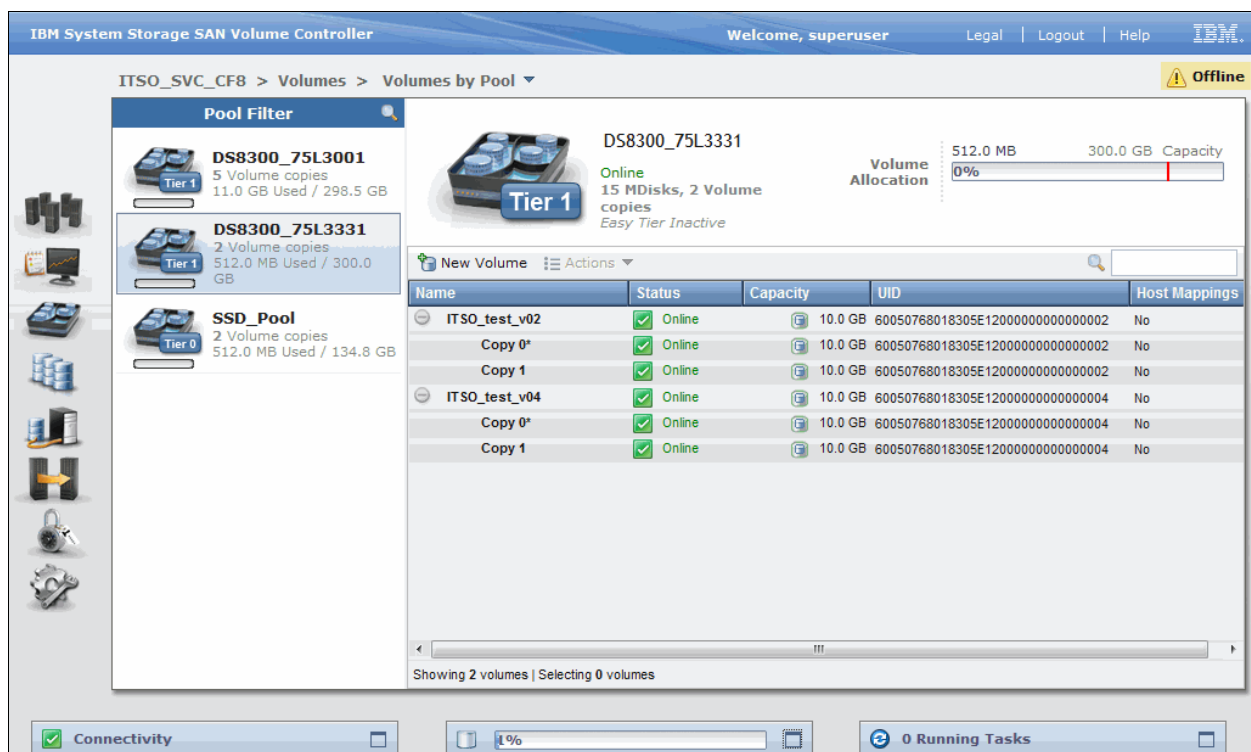 IBM System Storage SAN Volume Controller
Welcome, superuser
Legal | Logout | Help
IBM.
ITSO_SVC_CF8 > Volumes > Volumes by Pool
Offline
Pool Filter
Tier 1
DS8300_75L3001
5 Volume copies
11.0 GB Used / 298.5 GB
Tier 1
DS8300_75L3331
2 Volume copies
512.0 MB Used / 300.0
GB
Tier 0
SSD_Pool
2 Volume copies
512.0 MB Used / 134.8 GB
Tier 1
DS8300_75L3331
Online
15 MDisks, 2 Volume
copies
Easy Tier Inactive
Volume
Allocation
512.0 MB 300.0 GB Capacity
0%
New Volume Actions
Name Status Capacity UID Host Mappings
ITSO_test_v02 Online 10.0 GB 60050768018305E12000000000000002 No
Copy 0* Online 10.0 GB 60050768018305E12000000000000002 No
Copy 1 Online 10.0 GB 60050768018305E12000000000000002 No
ITSO_test_v04 Online 10.0 GB 60050768018305E12000000000000004 No
Copy 0* Online 10.0 GB 60050768018305E12000000000000004 No
Copy 1 Online 10.0 GB 60050768018305E12000000000000004 No
Showing 2 volumes | Selecting 0 volumes
Connectivity
1%
0 Running Tasks